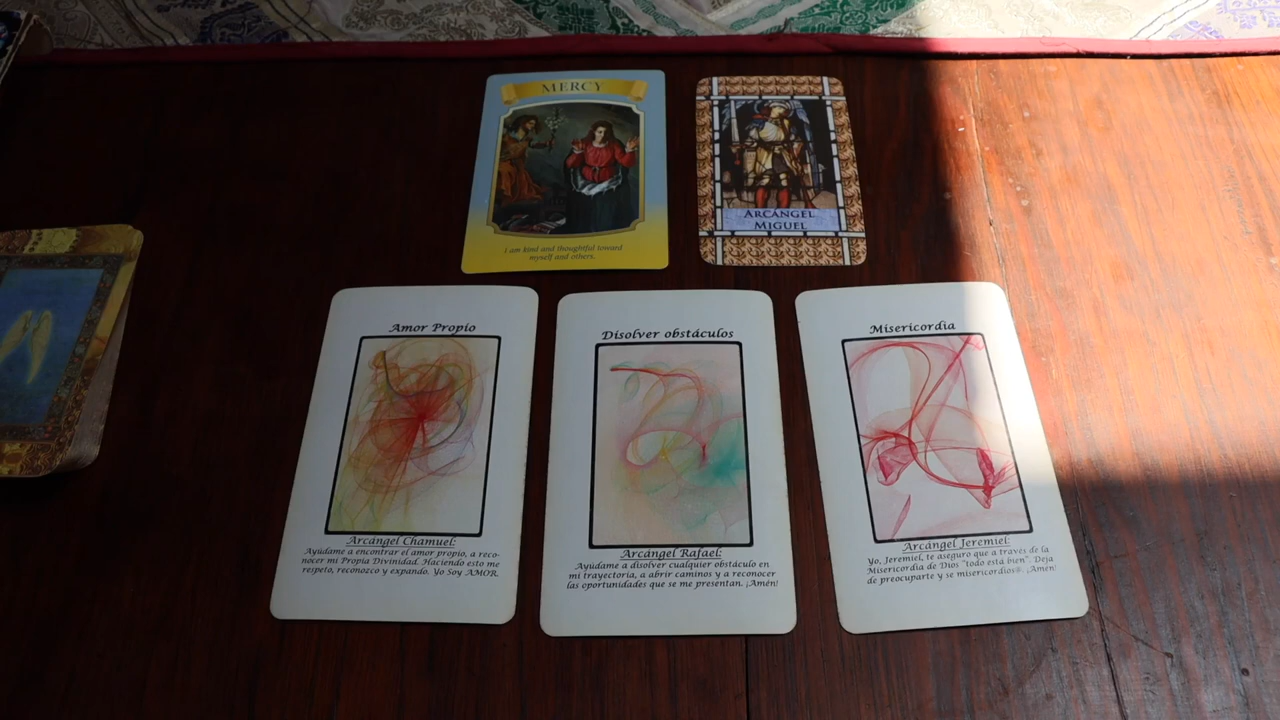 MERCY
I am kind and thoughtful toward
myself and others.
ARCÁNGEL
MIGUEL
Amor Propio
Arcángel Chamuel:
Ayúdame a encontrar el amor propio, a reco-
nocer mi Propia Divinidad. Haciendo esto me
respeto, reconozco y expando. Yo Soy AMOR.
Disolver obstáculos
Arcángel Rafael:
Ayúdame a disolver cualquier obstáculo en
mi trayectoria, a abrir caminos y a reconocer
las oportunidades que se me presentan. ¡Amén!
Misericordia
Arcángel Jeremiel:
Yo, Jeremiel, te aseguro que a través de la
Misericordia de Dios "todo está bien". Deja
de preocuparte y se misericordios@. ¡Amén!